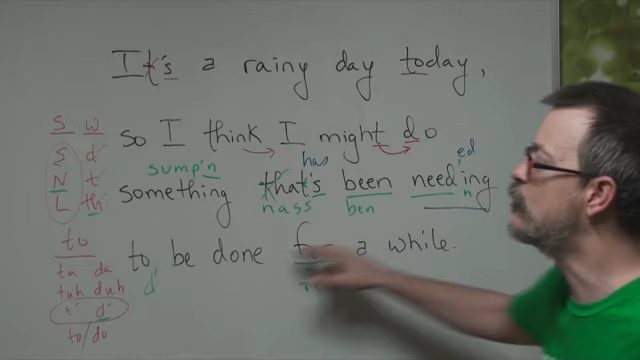 It's a rainy day today,
so I think I might do
sump'n has ed
something that's been needing
nass ben n
to be done for a while.
d'
S w
S d'
N t'
L th
to
ta da
tuh duh
t' d'
to/do